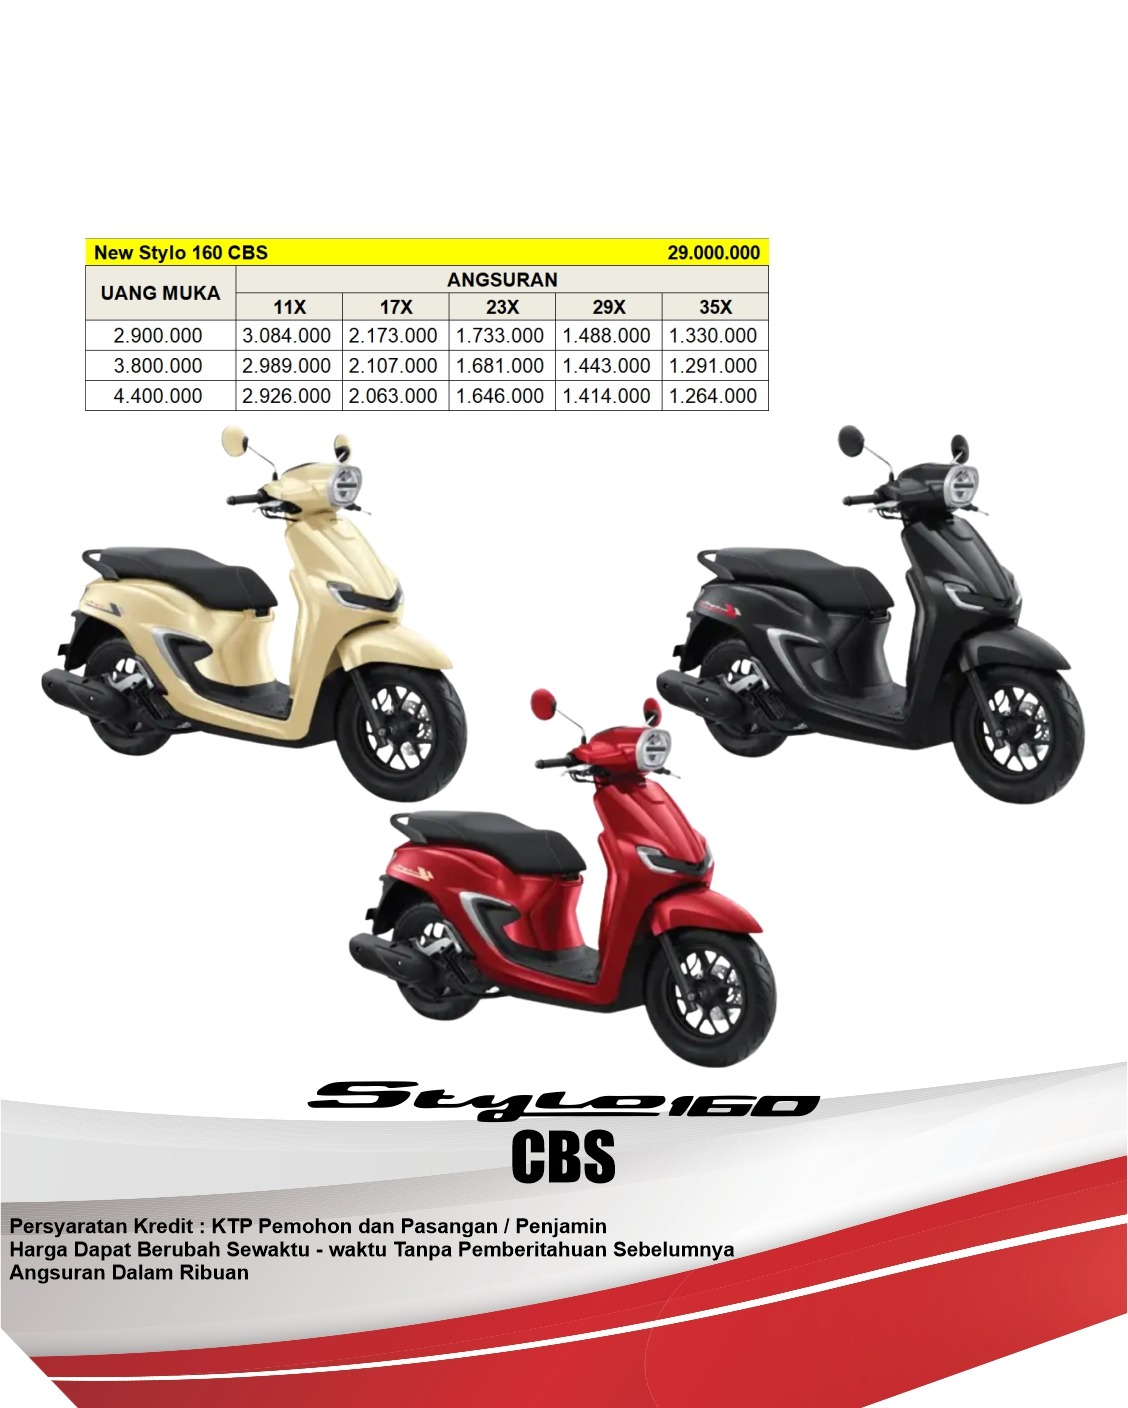 New Stylo 160 CBS 29.000.000
UANG MUKA ANGSURAN
11X 17X 23X 29X 35X
2.900.000 3.084.000 2.173.000 1.733.000 1.488.000 1.330.000
3.800.000 2.989.000 2.107.000 1.681.000 1.443.000 1.291.000
4.400.000 2.926.000 2.063.000 1.646.000 1.414.000 1.264.000
Stylo 160
CBS
Persyaratan Kredit : KTP Pemohon dan Pasangan / Penjamin
Harga Dapat Berubah Sewaktu - waktu Tanpa Pemberitahuan Sebelumnya
Angsuran Dalam Ribuan